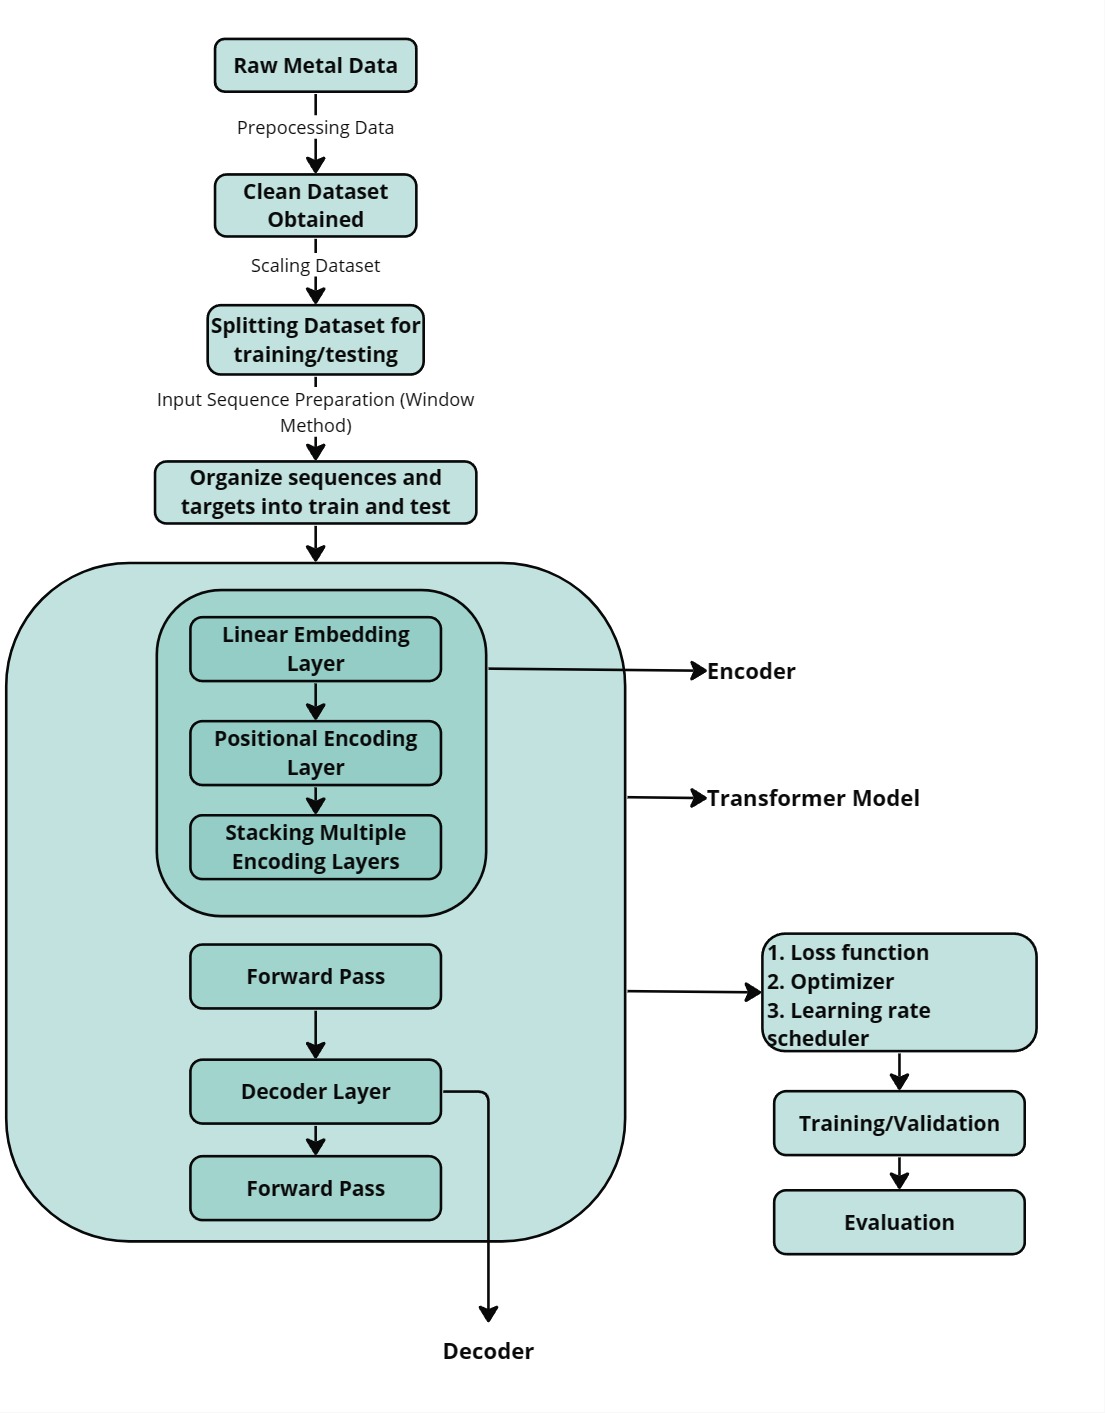 Raw Metal Data
Prepocessing Data
Clean Dataset
Obtained
Scaling Dataset
Splitting Dataset for
training/testing
Input Sequence Preparation (Window
Method)
Organize sequences and
targets into train and test
Linear Embedding
Layer
Encoder
Positional Encoding
Layer
Transformer Model
Stacking Multiple
Encoding Layers
Forward Pass
Decoder Layer
Forward Pass
Decoder
1. Loss function
2. Optimizer
3. Learning rate
scheduler
Training/Validation
Evaluation